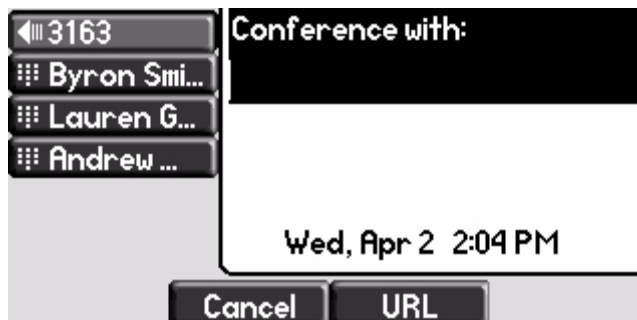 3163
Conference with:
Byron Smi...
Lauren G...
Andrew ...
Wed, Apr 2 2:04 PM
Cancel
URL